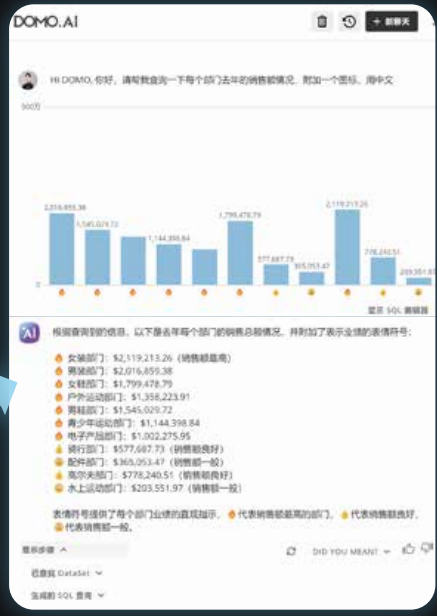 DOMO.AI
+ 新聊天
Hi DOMO, 你好，请帮我查询一下每个部门去年的销售额情况，附加一个图标，用中文
500万
2,016,855.38
1,545,029.72
1,144,398.84
1,799,478.79
577,687.73
365,053.47
2,119,213.26
778,240.51
203,551.97
0
显示 SQL 编辑器
AI
根据查询到的信息，以下是去年每个部门的销售总额情况，并附加了表示业绩的表情符号：
女装部门：$2,119,213.26（销售额最高）
男装部门：$2,016,855.38
女鞋部门：$1,799,478.79
户外运动部门：$1,358,223.91
男鞋部门：$1,545,029.72
青少年运动部门：$1,144,398.84
电子产品部门：$1,002,275.95
骑行部门：$577,687.73（销售额良好）
配件部门：$365,053.47（销售额一般）
高尔夫部门：$778,240.51（销售额良好）
水上运动部门：$203,551.97（销售额一般）
表情符号提供了每个部门业绩的直观指示，🔥代表销售额最高的部门，👍代表销售额良好，
😐代表销售额一般。
显示步骤
DID YOU MEAN?
已查找 DataSet
生成的 SQL 查询